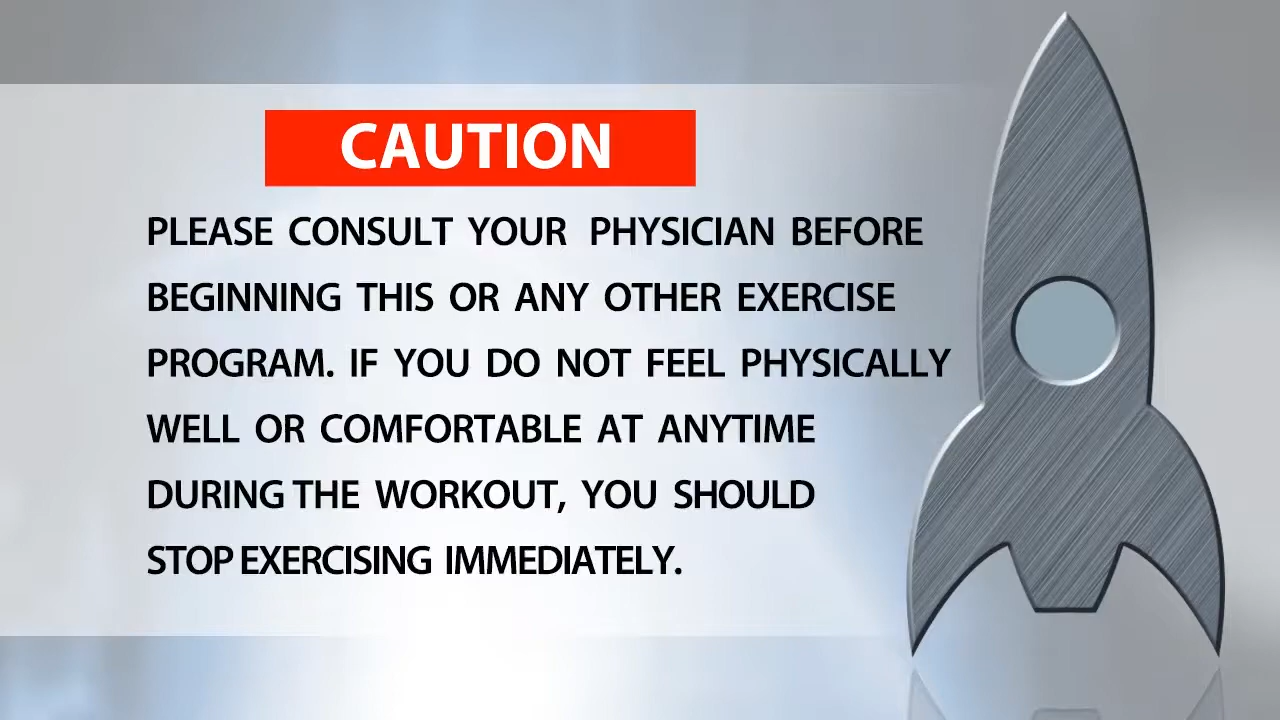 CAUTION
PLEASE CONSULT YOUR PHYSICIAN BEFORE
BEGINNING THIS OR ANY OTHER EXERCISE
PROGRAM. IF YOU DO NOT FEEL PHYSICALLY
WELL OR COMFORTABLE AT ANYTIME
DURING THE WORKOUT, YOU SHOULD
STOP EXERCISING IMMEDIATELY.